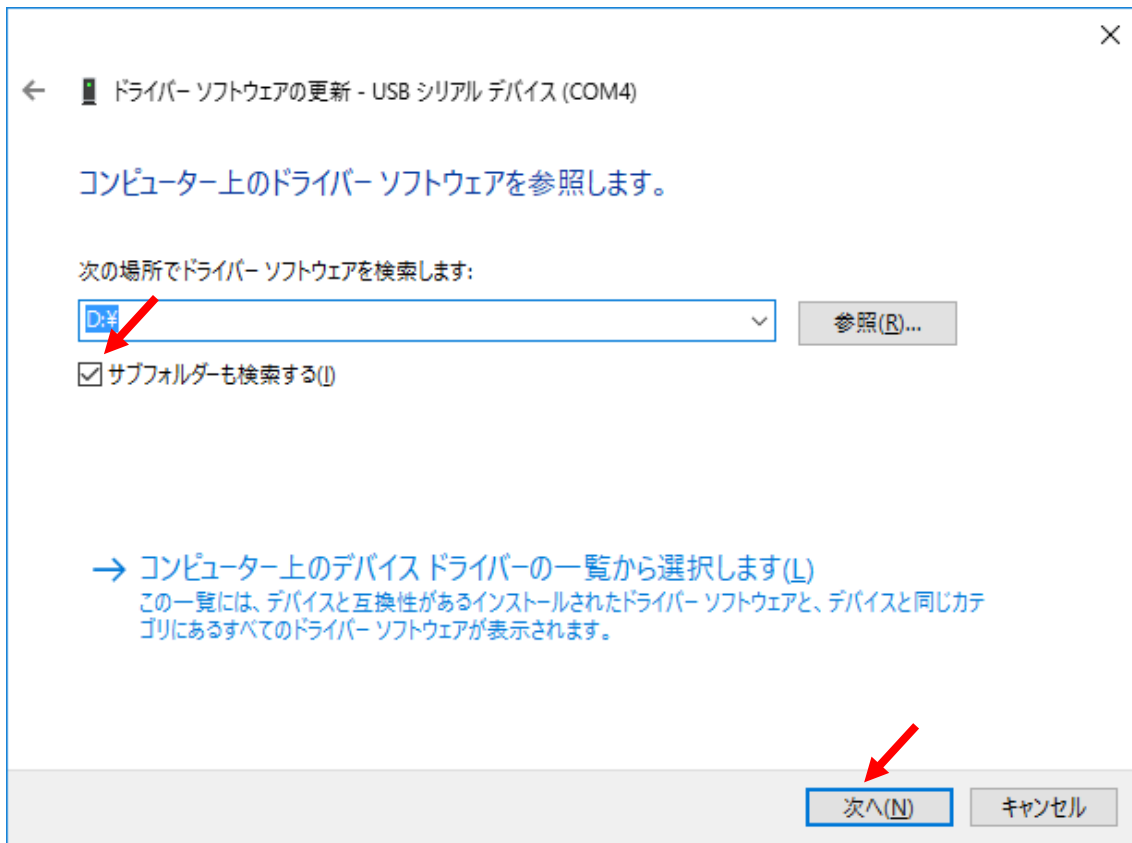 ドライバー ソフトウェアの更新 - USB シリアル デバイス (COM4)
コンピューター上のドライバー ソフトウェアを参照します。
次の場所でドライバー ソフトウェアを検索します:
D:¥
参照(R)...
サブフォルダーも検索する(I)
コンピューター上のデバイス ドライバーの一覧から選択します(L)
この一覧には、デバイスと互換性があるインストールされたドライバー ソフトウェアと、デバイスと同じカテ
ゴリにあるすべてのドライバー ソフトウェアが表示されます。
次へ(N)
キャンセル